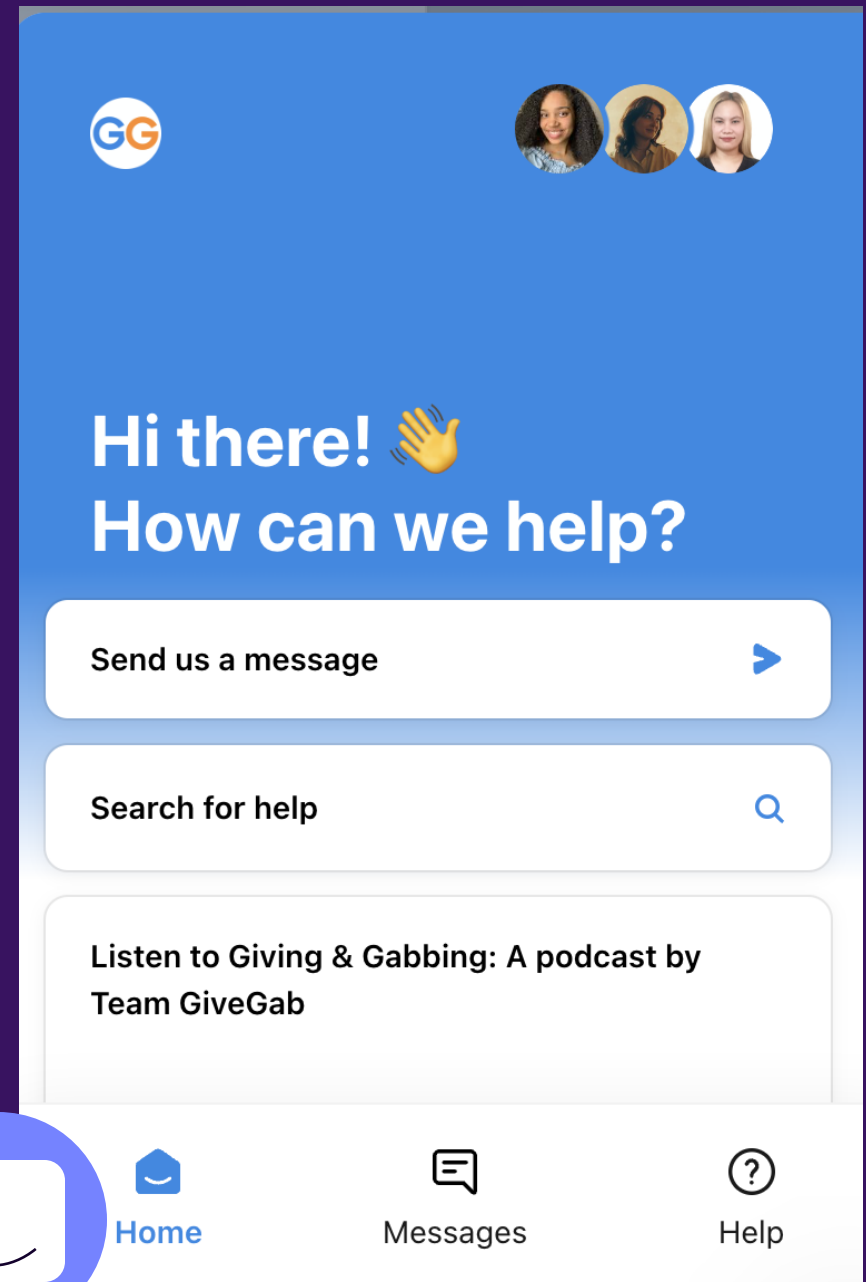 GG
Hi there! 👋
How can we help?
Send us a message
Search for help
Listen to Giving & Gabbing: A podcast by
Team GiveGab
Home
Messages
Help